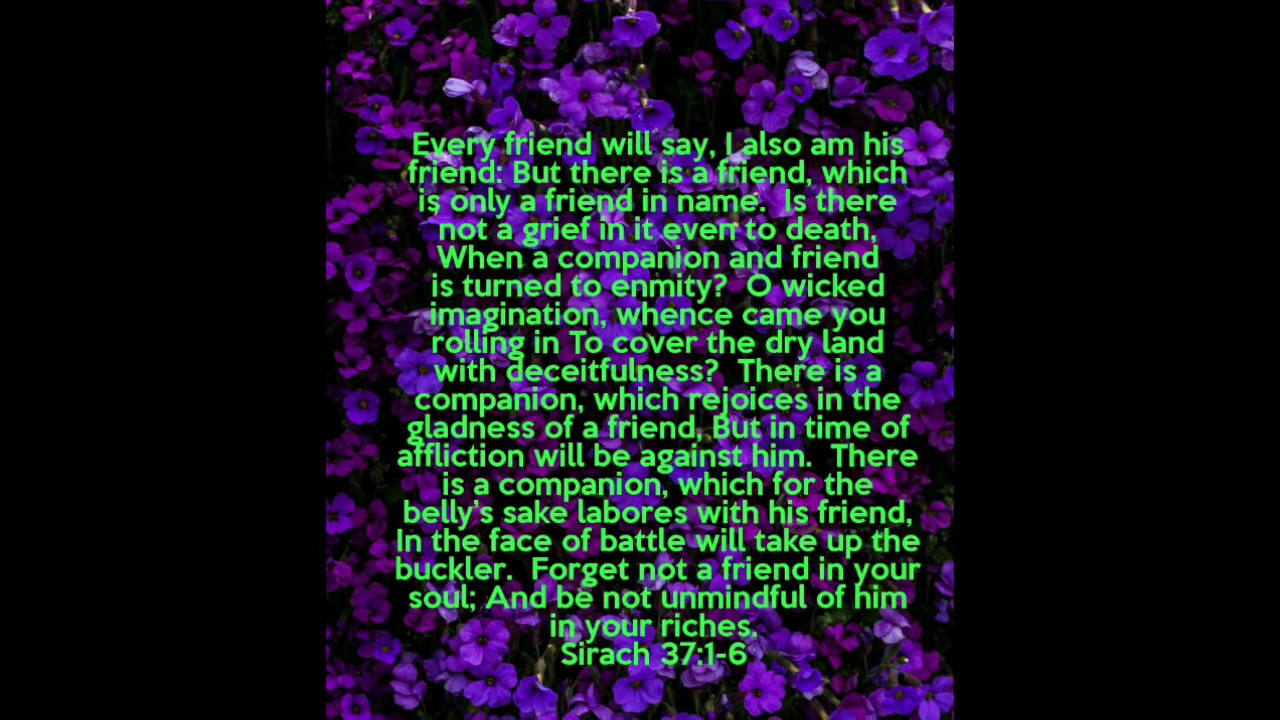 Every friend will say, I also am his
friend: But there is a friend, which
is only a friend in name.  Is there
not a grief in it even to death,
When a companion and friend
is turned to enmity?  O wicked
imagination, whence came you
rolling in To cover the dry land
with deceitfulness?  There is a
companion, which rejoices in the
gladness of a friend, But in time of
affliction will be against him.  There
is a companion, which for the
belly's sake labores with his friend,
In the face of battle will take up the
buckler.  Forget not a friend in your
soul; And be not unmindful of him
in your riches.
Sirach 37:1-6